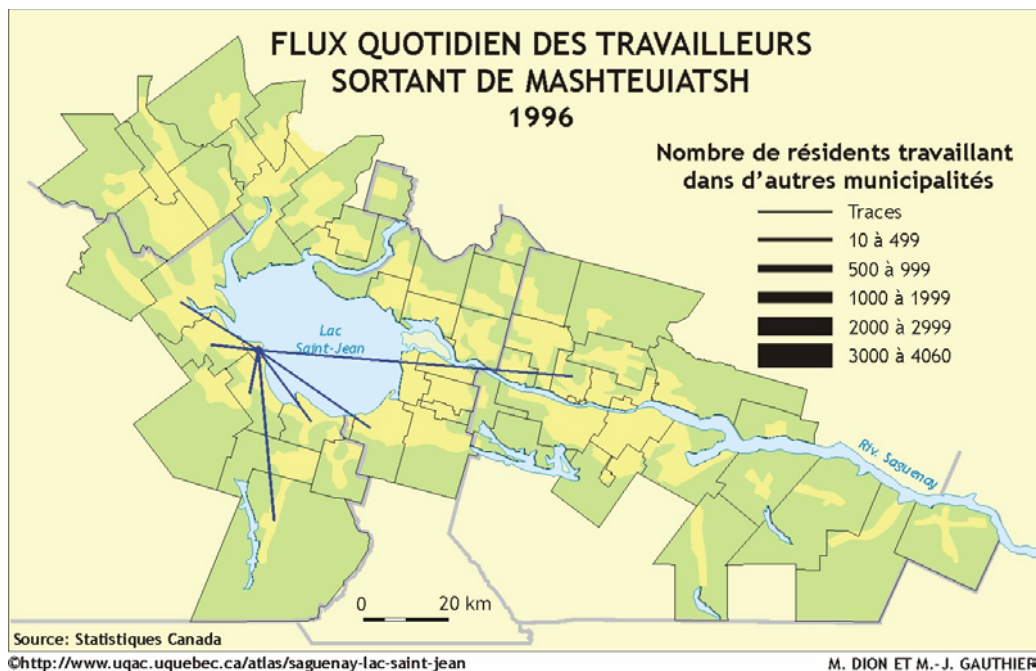 FLUX QUOTIDIEN DES TRAVAILLEURS
SORTANT DE MASHTEUIATSH
1996
Nombre de résidents travaillant
dans d'autres municipalités
Traces
10 à 499
500 à 999
1000 à 1999
2000 à 2999
3000 à 4060
Lac
Saint-Jean
Riv. Saguenay
0 20 km
Source: Statistiques Canada
©http://www.uqac.uquebec.ca/atlas/saguenay-lac-saint-jean
M. DION ET M.-J. GAUTHIER